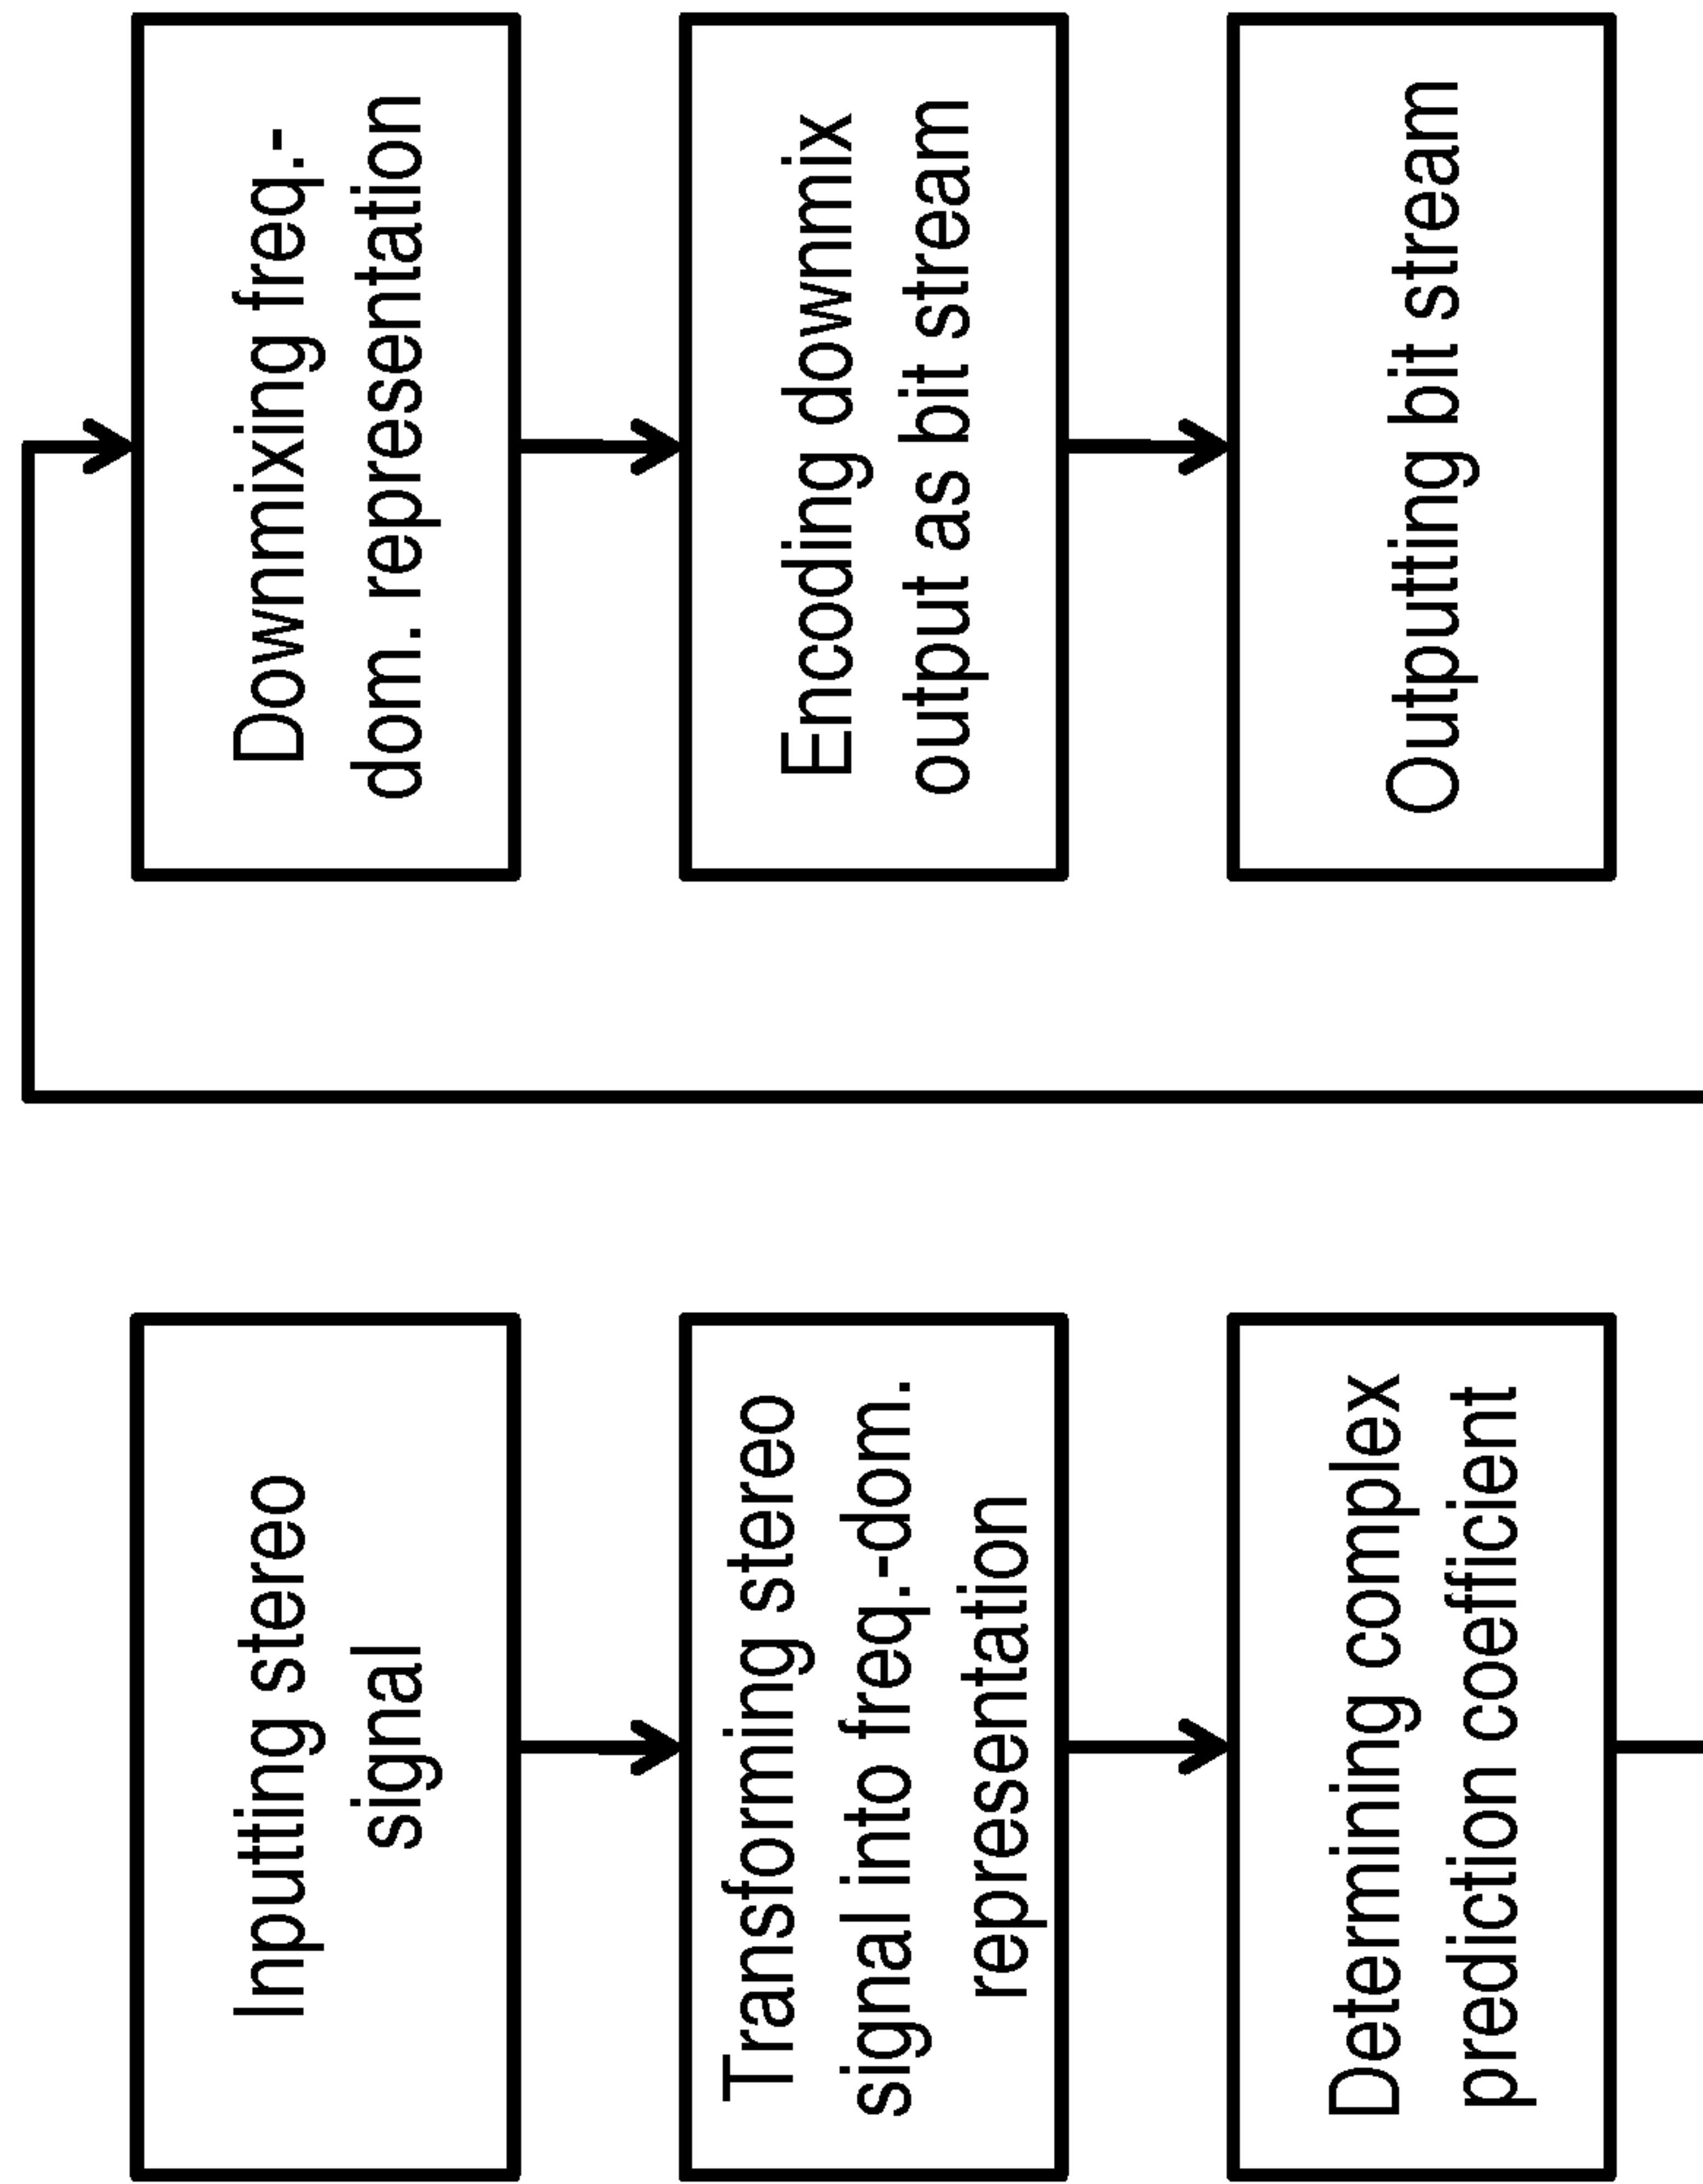 Inputting stereo
signal
Transforming stereo
signal into freq.-dom.
representation
Determining complex
prediction coefficient
Downmixing freq.-
dom. representation
Encoding downmix
output as bit stream
Outputting bit stream